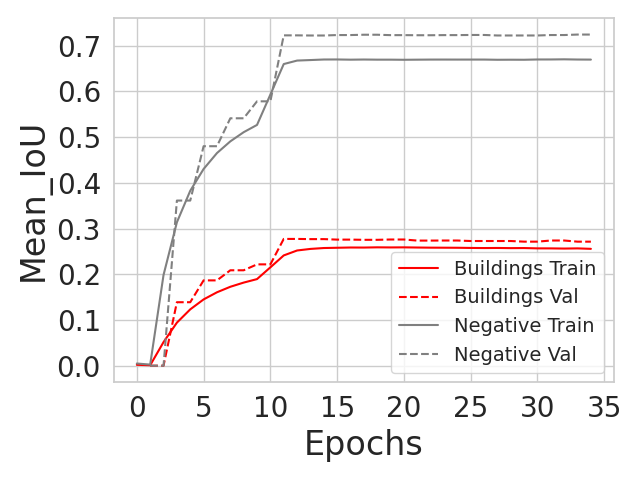 Mean_IoU
0.7
0.6
0.5
0.4
0.3
0.2
0.1
0.0
Buildings Train
Buildings Val
Negative Train
Negative Val
0 5 10 15 20 25 30 35
Epochs